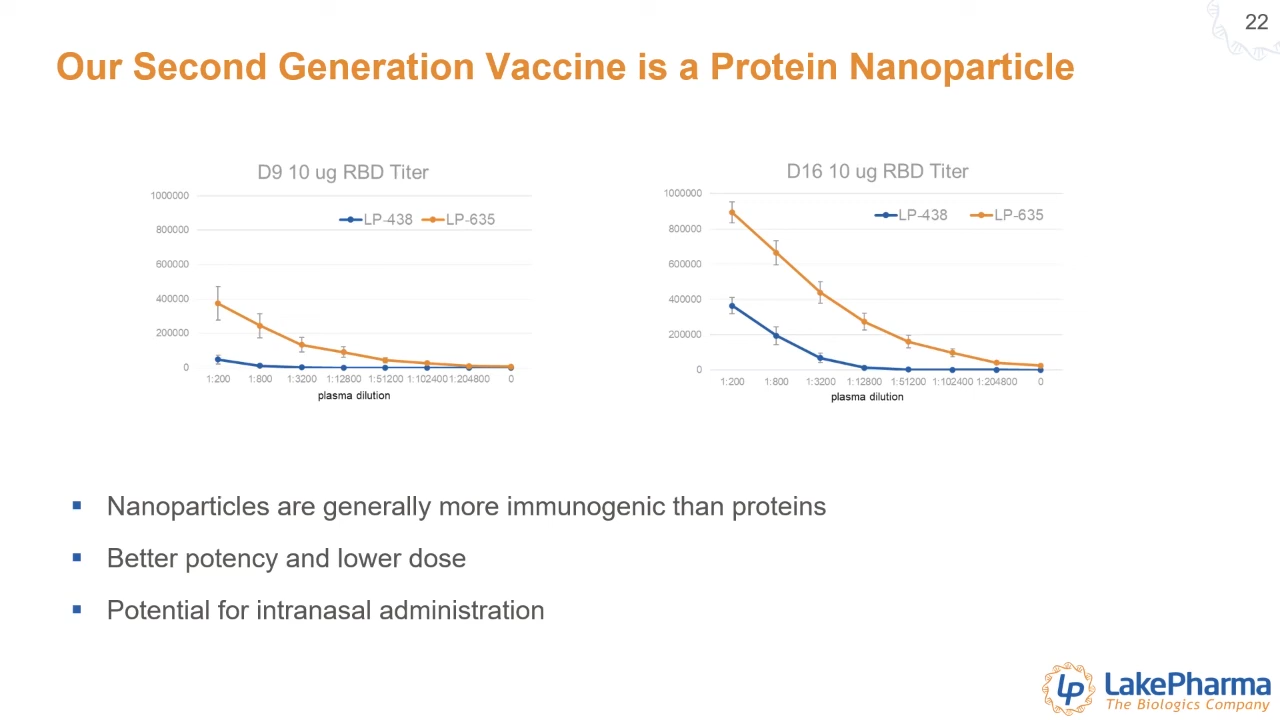 22
Our Second Generation Vaccine is a Protein Nanoparticle
D9 10 ug RBD Titer
LP-438 LP-635
1000000
800000
600000
400000
200000
0
1:200 1:800 1:3200 1:12800 1:51200 1:102400 1:204800 0
plasma dilution
D16 10 ug RBD Titer
LP-438 LP-635
1000000
800000
600000
400000
200000
0
1:200 1:800 1:3200 1:12800 1:51200 1:102400 1:204800 0
plasma dilution
▪ Nanoparticles are generally more immunogenic than proteins
▪ Better potency and lower dose
▪ Potential for intranasal administration
LP LakePharma
The Biologics Company